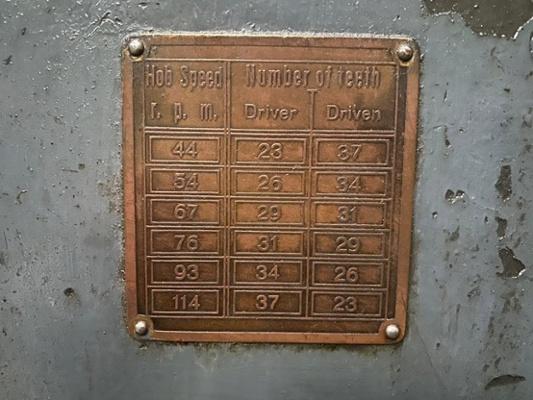 Hob Speed Number of teeth
r. p. m. Driver Driven
44 23 37
54 26 34
67 29 31
76 31 29
93 34 26
114 37 23